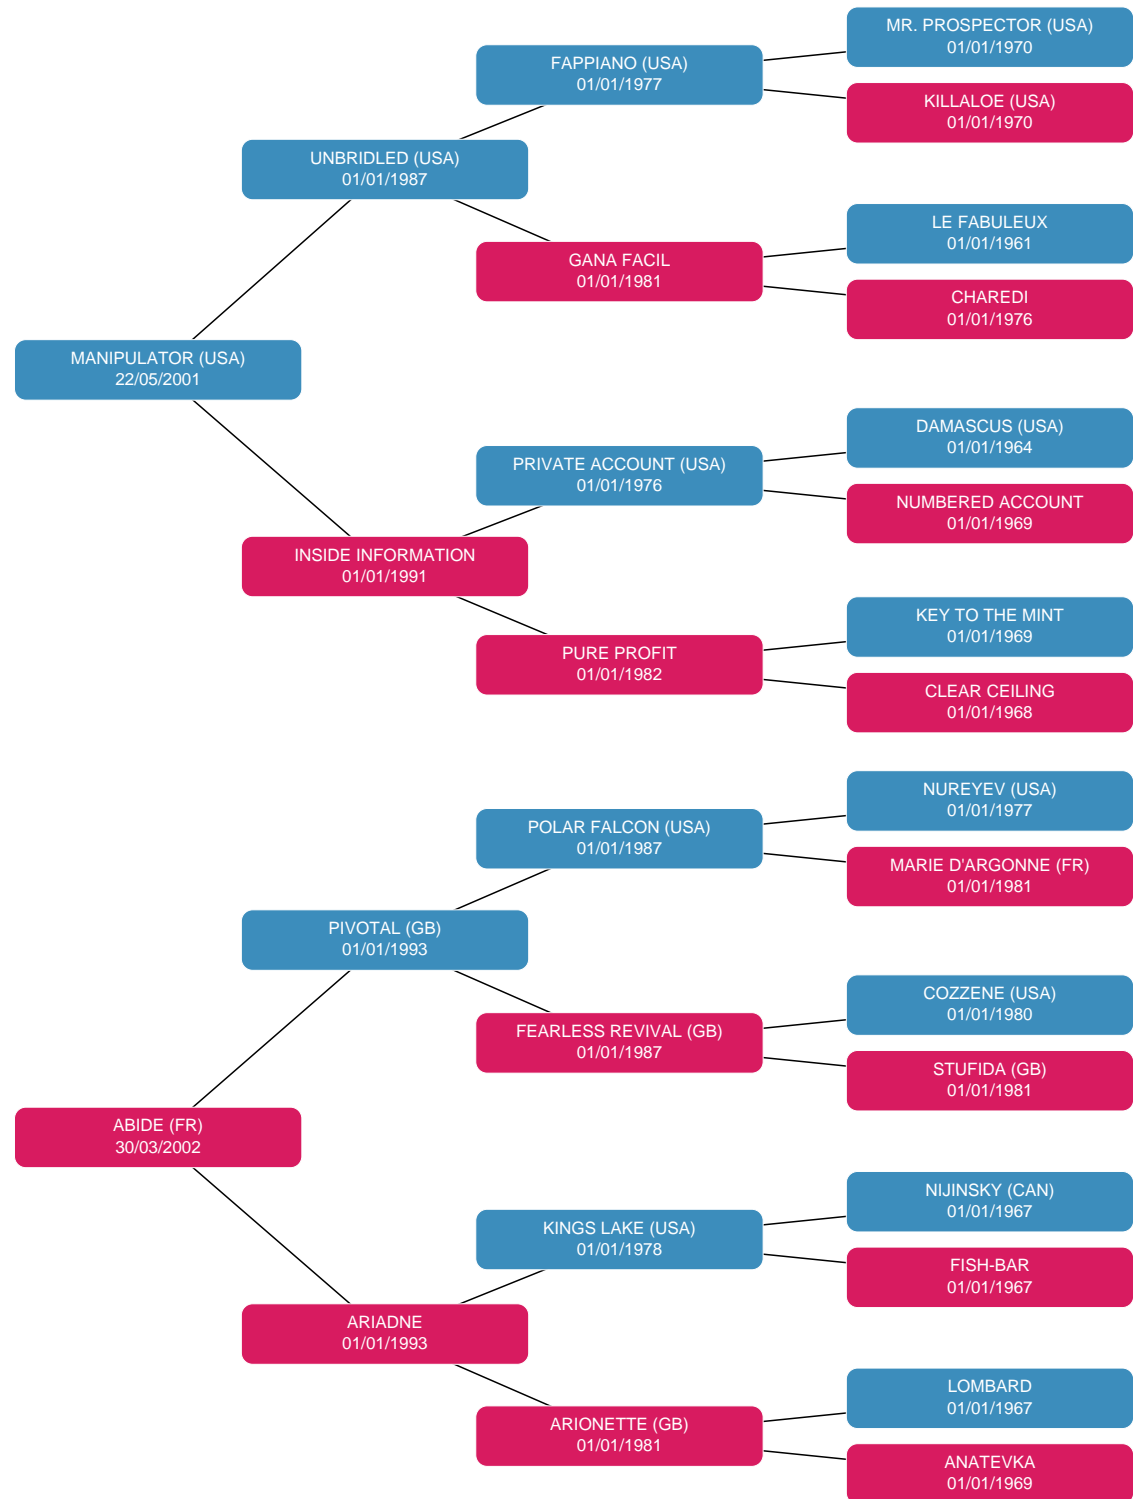 MR. PROSPECTOR (USA)
01/01/1970
FAPPIANO (USA)
01/01/1977
KILLALOE (USA)
01/01/1970
UNBRIDLED (USA)
01/01/1987
LE FABULEUX
01/01/1961
GANA FACIL
01/01/1981
CHAREDI
01/01/1976
MANIPULATOR (USA)
22/05/2001
DAMASCUS (USA)
01/01/1964
PRIVATE ACCOUNT (USA)
01/01/1976
NUMBERED ACCOUNT
01/01/1969
INSIDE INFORMATION
01/01/1991
KEY TO THE MINT
01/01/1969
PURE PROFIT
01/01/1982
CLEAR CEILING
01/01/1968
NUREYEV (USA)
01/01/1977
POLAR FALCON (USA)
01/01/1987
MARIE D'ARGONNE (FR)
01/01/1981
PIVOTAL (GB)
01/01/1993
COZZENE (USA)
01/01/1980
FEARLESS REVIVAL (GB)
01/01/1987
STUFIDA (GB)
01/01/1981
ABIDE (FR)
30/03/2002
NIJINSKY (CAN)
01/01/1967
KINGS LAKE (USA)
01/01/1978
FISH-BAR
01/01/1967
ARIADNE
01/01/1993
LOMBARD
01/01/1967
ARIONETTE (GB)
01/01/1981
ANATEVKA
01/01/1969